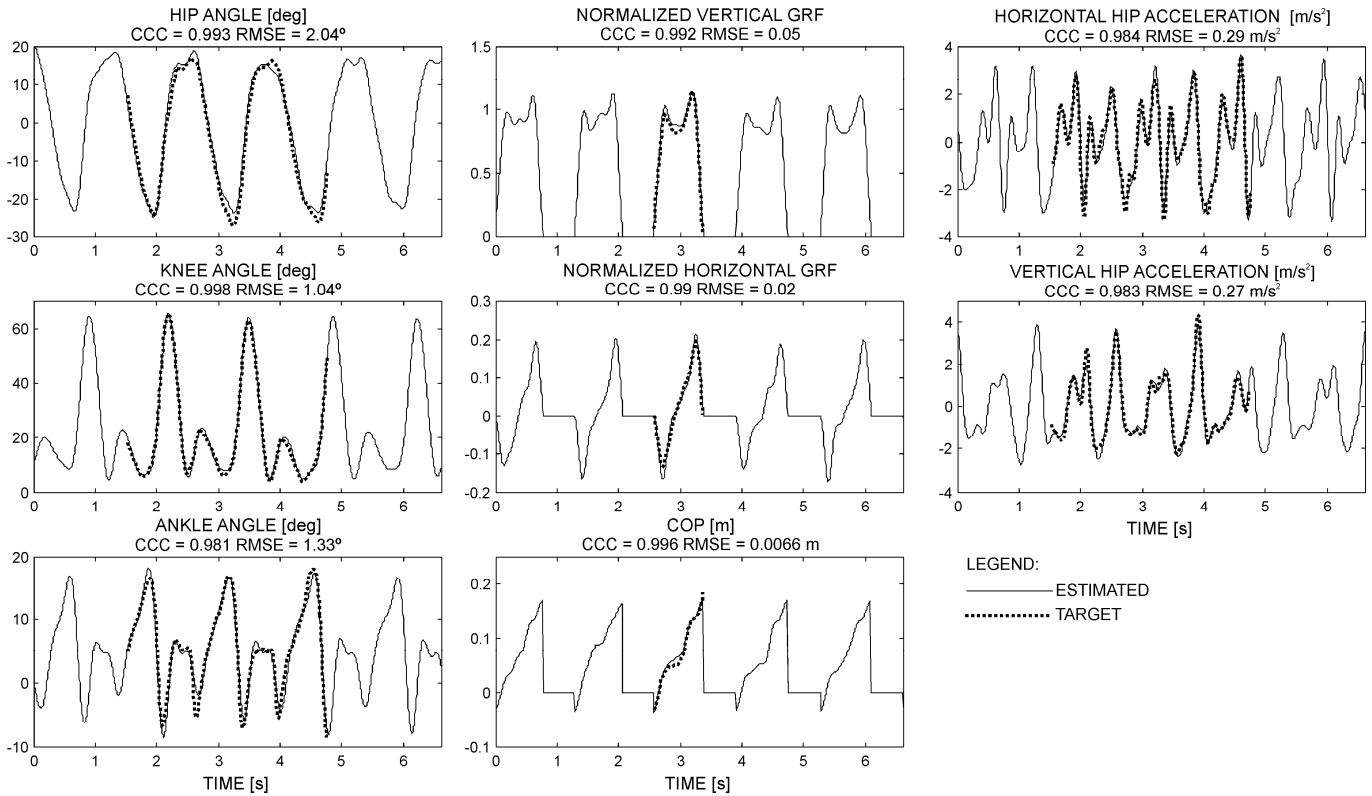 HIP ANGLE [deg]
CCC = 0.993 RMSE = 2.04º
20
10
0
-10
-20
-30
0 1 2 3 4 5 6
KNEE ANGLE [deg]
CCC = 0.998 RMSE = 1.04º
60
40
20
0
0 1 2 3 4 5 6
ANKLE ANGLE [deg]
CCC = 0.981 RMSE = 1.33º
20
10
0
-10
0 1 2 3 4 5 6
TIME [s]
NORMALIZED VERTICAL GRF
CCC = 0.992 RMSE = 0.05
1.5
1
0.5
0
0 1 2 3 4 5 6
NORMALIZED HORIZONTAL GRF
CCC = 0.99 RMSE = 0.02
0.3
0.2
0.1
0
-0.1
-0.2
0 1 2 3 4 5 6
COP [m]
CCC = 0.996 RMSE = 0.0066 m
0.2
0.1
0
-0.1
0 1 2 3 4 5 6
TIME [s]
HORIZONTAL HIP ACCELERATION [m/s²]
CCC = 0.984 RMSE = 0.29 m/s²
4
2
0
-2
-4
0 1 2 3 4 5 6
VERTICAL HIP ACCELERATION [m/s²]
CCC = 0.983 RMSE = 0.27 m/s²
4
2
0
-2
-4
0 1 2 3 4 5 6
TIME [s]
LEGEND:
ESTIMATED
TARGET